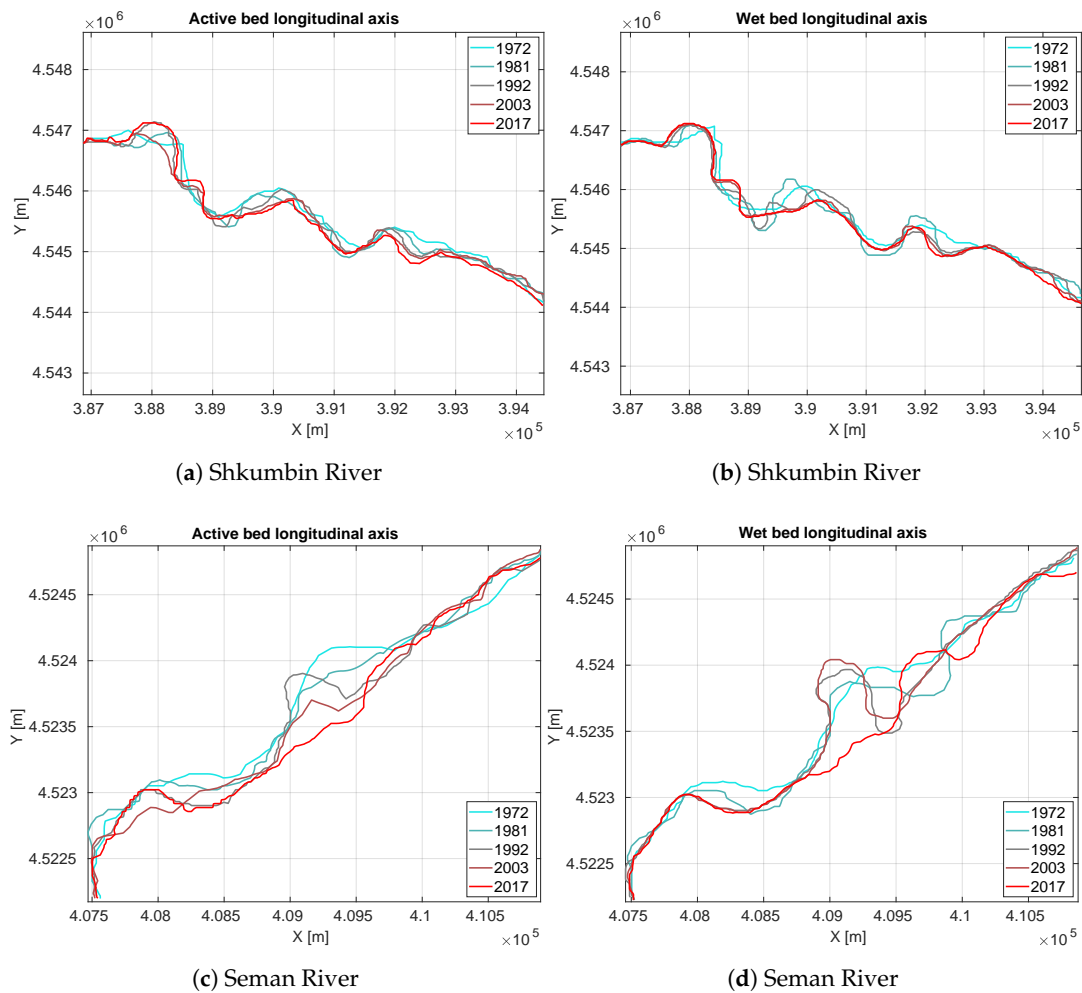 Active bed longitudinal axis
×10 6
4.548
4.547
4.546
4.545
4.544
4.543
Y [m]
3.87 3.88 3.89 3.9 3.91 3.92 3.93 3.94
X [m]
×10 5
1972
1981
1992
2003
2017
(a) Shkumbin River
Wet bed longitudinal axis
×10 6
4.548
4.547
4.546
4.545
4.544
4.543
Y [m]
3.87 3.88 3.89 3.9 3.91 3.92 3.93 3.94
X [m]
×10 5
1972
1981
1992
2003
2017
(b) Shkumbin River
Active bed longitudinal axis
×10 6
4.5245
4.524
4.5235
4.523
4.5225
Y [m]
4.075 4.08 4.085 4.09 4.095 4.1 4.105
X [m]
×10 5
1972
1981
1992
2003
2017
(c) Seman River
Wet bed longitudinal axis
×10 6
4.5245
4.524
4.5235
4.523
4.5225
Y [m]
4.075 4.08 4.085 4.09 4.095 4.1 4.105
X [m]
×10 5
1972
1981
1992
2003
2017
(d) Seman River